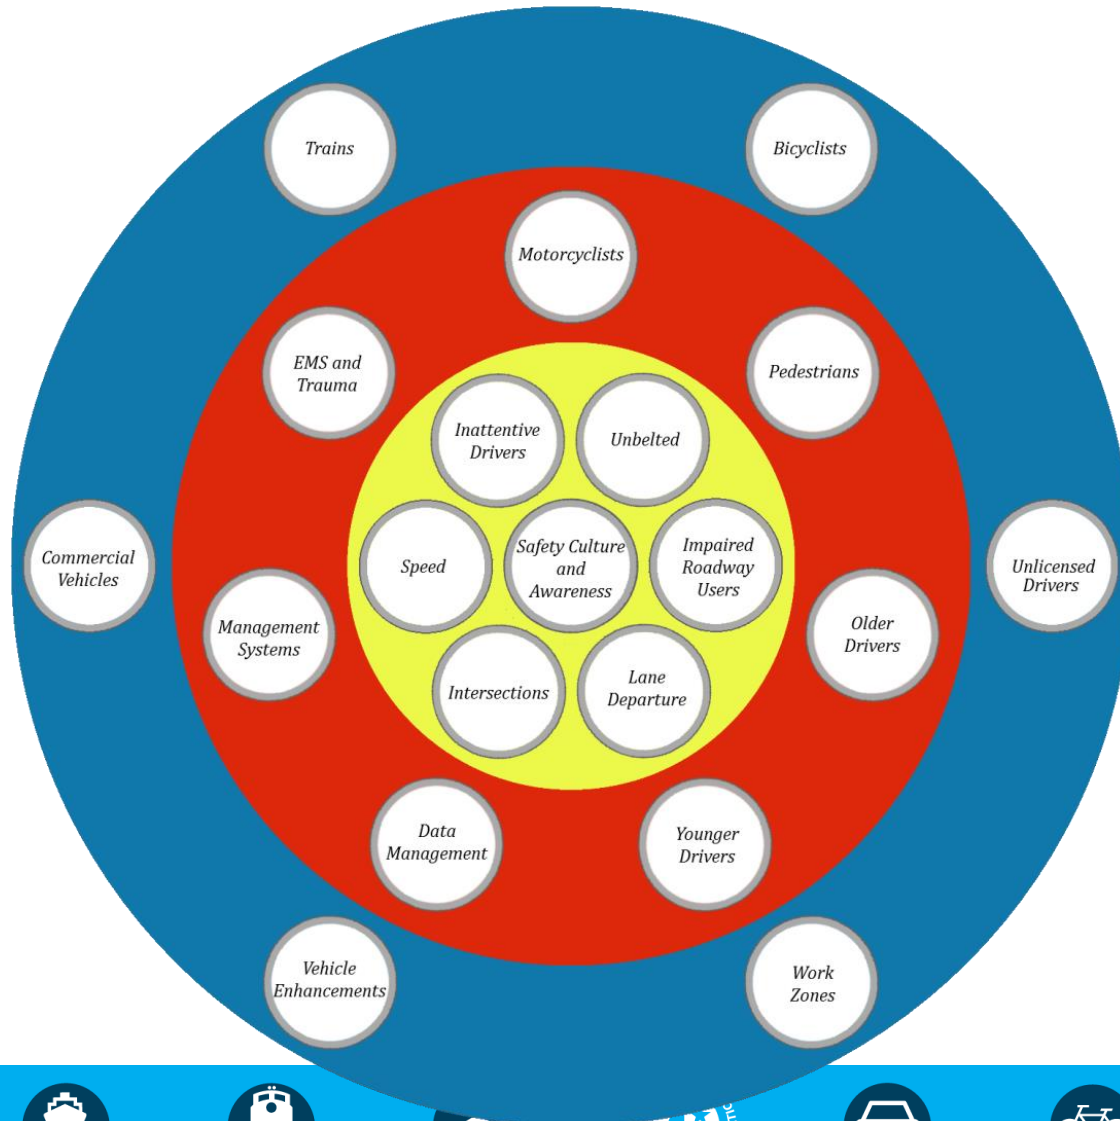 Trains
Bicyclists
Motorcyclists
EMS and
Trauma
Pedestrians
Inattentive
Drivers
Unbelted
Commercial
Vehicles
Speed
Safety Culture
and
Awareness
Impaired
Roadway
Users
Unlicensed
Drivers
Management
Systems
Older
Drivers
Intersections
Lane
Departure
Data
Management
Younger
Drivers
Vehicle
Enhancements
Work
Zones